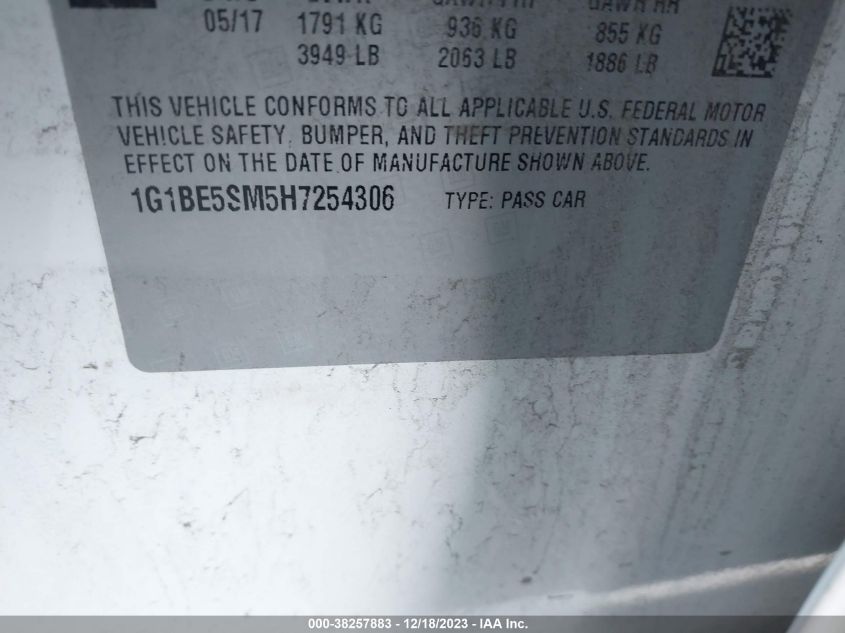 05/17 1791 KG 936 KG 855 KG
3949 LB 2063 LB 1886 LB
THIS VEHICLE CONFORMS TO ALL APPLICABLE U.S. FEDERAL MOTOR
VEHICLE SAFETY, BUMPER, AND THEFT PREVENTION STANDARDS IN
EFFECT ON THE DATE OF MANUFACTURE SHOWN ABOVE.
1G1BE5SM5H7254306 TYPE: PASS CAR
000-38257883 - 12/18/2023 - IAA Inc.